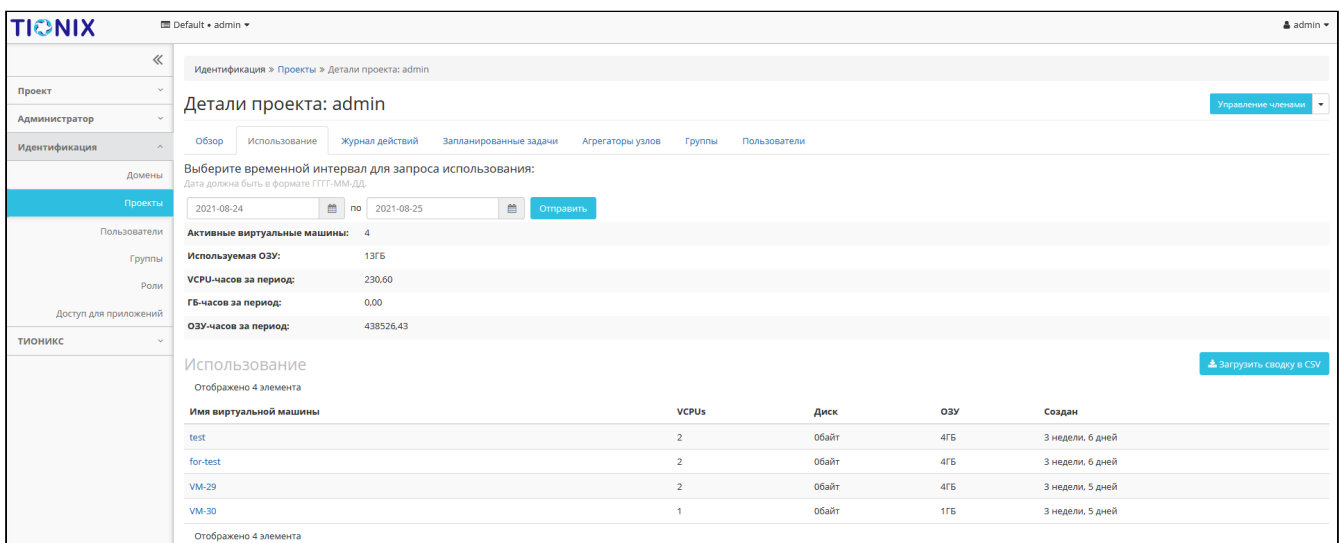 TIONIX
Default • admin
admin
Идентификация » Проекты » Детали проекта: admin
Проект
Администратор
Идентификация
Домены
Проекты
Пользователи
Группы
Роли
Доступ для приложений
ТИОНИКС
Детали проекта: admin
Управление членами
Обзор Использование Журнал действий Запланированные задачи Агрегаторы узлов Группы Пользователи
Выберите временной интервал для запроса использования:
Дата должна быть в формате ГГГГ-ММ-ДД.
2021-08-24 по 2021-08-25 Отправить
Активные виртуальные машины: 4
Используемая ОЗУ: 13ГБ
VCPU-часов за период: 230,60
ГБ-часов за период: 0,00
ОЗУ-часов за период: 438526,43
Использование
Загрузить сводку в CSV
Отображено 4 элемента
Имя виртуальной машины VCPUs Диск ОЗУ Создан
test 2 0байт 4ГБ 3 недели, 6 дней
for-test 2 0байт 4ГБ 3 недели, 6 дней
VM-29 2 0байт 4ГБ 3 недели, 5 дней
VM-30 1 0байт 1ГБ 3 недели, 5 дней
Отображено 4 элемента